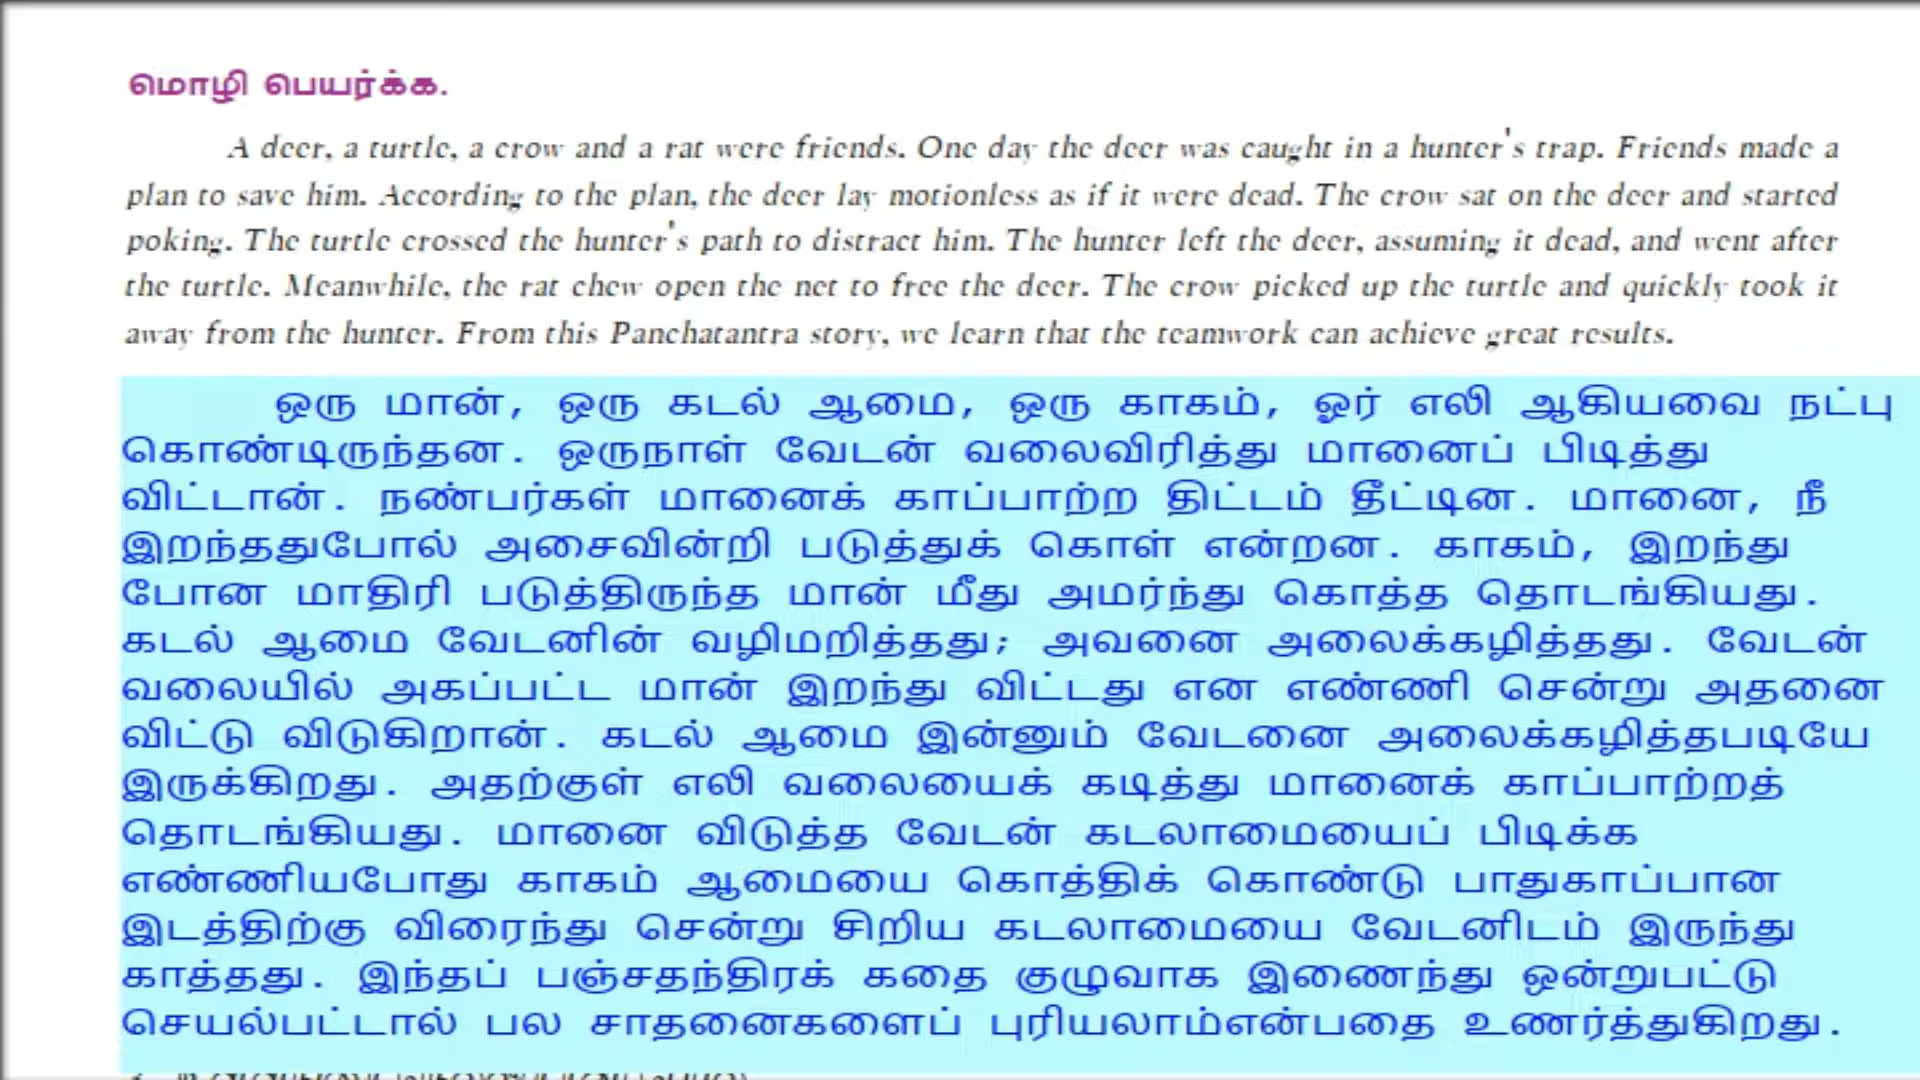 மொழி பெயர்க்க.
A deer, a turtle, a crow and a rat were friends. One day the deer was caught in a hunter's trap. Friends made a
plan to save him. According to the plan, the deer lay motionless as if it were dead. The crow sat on the deer and started
poking. The turtle crossed the hunter's path to distract him. The hunter left the deer, assuming it dead, and went after
the turtle. Meanwhile, the rat chew open the net to free the deer. The crow picked up the turtle and quickly took it
away from the hunter. From this Panchatantra story, we learn that the teamwork can achieve great results.
ஒரு மான், ஒரு கடல் ஆமை, ஒரு காகம், ஓர் எலி ஆகியவை நட்பு
கொண்டிருந்தன. ஒருநாள் வேடன் வலைவிரித்து மானைப் பிடித்து
விட்டான். நண்பர்கள் மானைக் காப்பாற்ற திட்டம் தீட்டின. மானை, நீ
இறந்ததுபோல் அசைவின்றி படுத்துக் கொள் என்றன. காகம், இறந்து
போன மாதிரி படுத்திருந்த மான் மீது அமர்ந்து கொத்த தொடங்கியது.
கடல் ஆமை வேடனின் வழிமறித்தது; அவனை அலைக்கழித்தது. வேடன்
வலையில் அகப்பட்ட மான் இறந்து விட்டது என எண்ணி சென்று அதனை
விட்டு விடுகிறான். கடல் ஆமை இன்னும் வேடனை அலைக்கழித்தபடியே
இருக்கிறது. அதற்குள் எலி வலையைக் கடித்து மானைக் காப்பாற்றத்
தொடங்கியது. மானை விடுத்த வேடன் கடலாமையைப் பிடிக்க
எண்ணியபோது காகம் ஆமையை கொத்திக் கொண்டு பாதுகாப்பான
இடத்திற்கு விரைந்து சென்று சிறிய கடலாமையை வேடனிடம் இருந்து
காத்தது. இந்தப் பஞ்சதந்திரக் கதை குழுவாக இணைந்து ஒன்றுபட்டு
செயல்பட்டால் பல சாதனைகளைப் புரியலாம்என்பதை உணர்த்துகிறது.